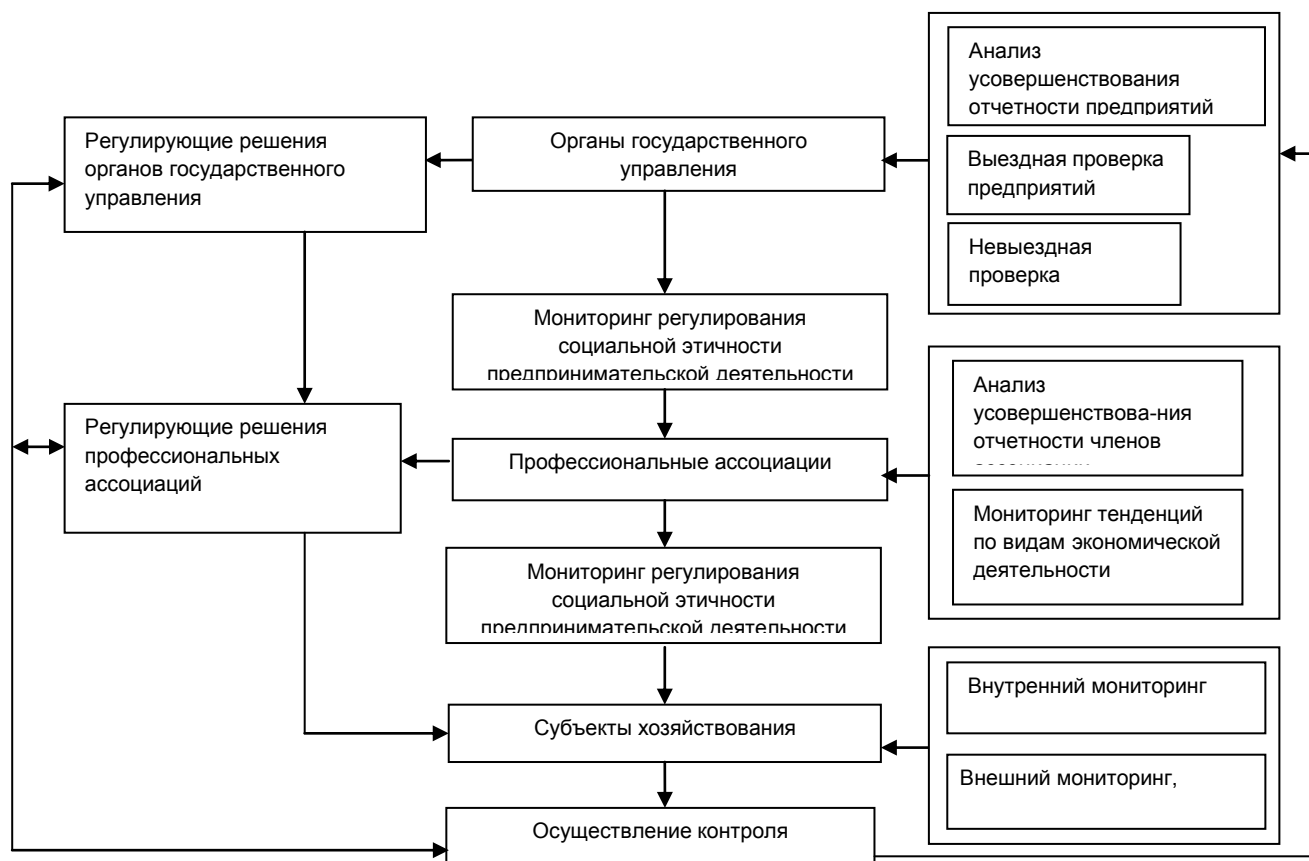 Анализ
усовершенствования
отчетности предприятий
Регулирующие решения
органов государственного
управления
Органы государственного
управления
Выездная проверка
предприятий
Невыездная
проверка
Мониторинг регулирования
социальной этичности
предпринимательской деятельности
Анализ
усовершенствова-ния
отчетности членов
Регулирующие решения
профессиональных
ассоциаций
Профессиональные ассоциации
Мониторинг тенденций
по видам экономической
деятельности
Мониторинг регулирования
социальной этичности
предпринимательской деятельности
Внутренний мониторинг
Субъекты хозяйствования
Внешний мониторинг,
Осуществление контроля